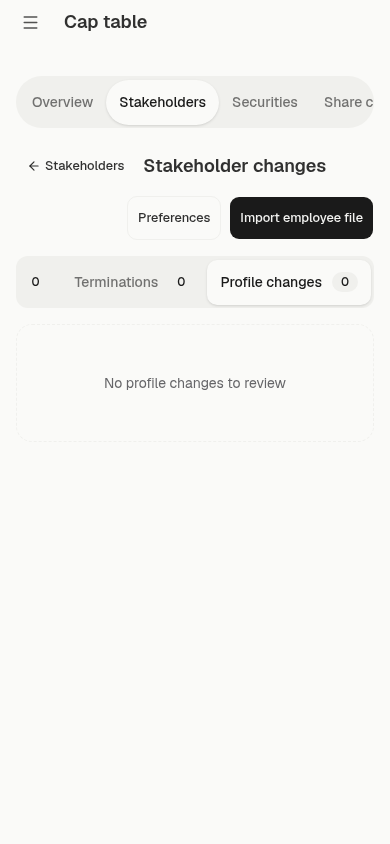 Cap table
Overview
Stakeholders
Securities
Share c
Stakeholders
Stakeholder changes
Preferences
Import employee file
0
Terminations
0
Profile changes
0
No profile changes to review